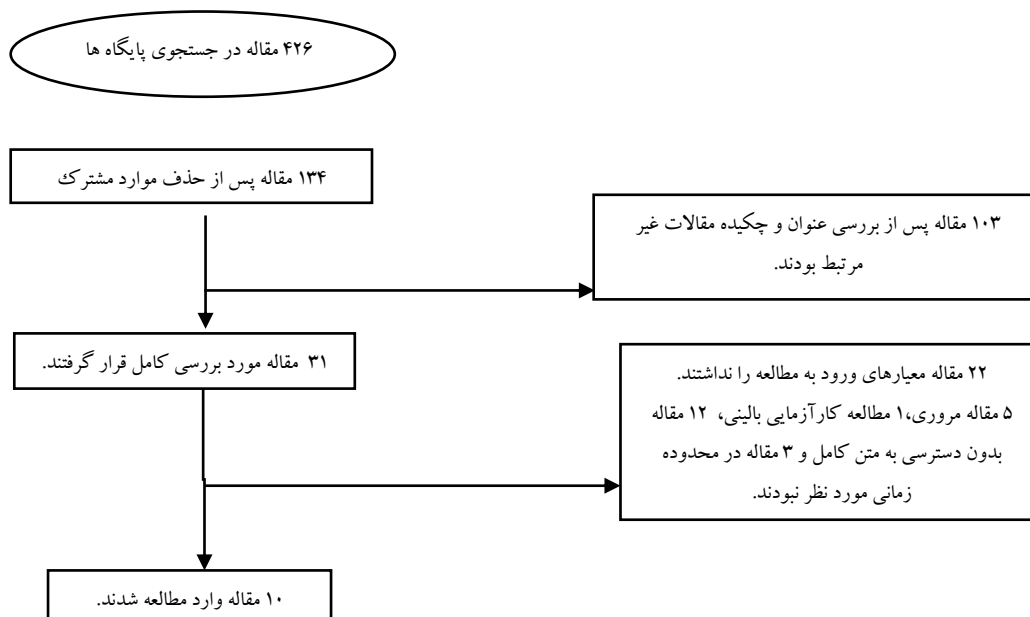 ۴۲۶ مقاله در جستجوی پایگاه ها
۱۳۴ مقاله پس از حذف موارد مشترک
۱۰۳ مقاله پس از بررسی عنوان و چکیده مقالات غیر
مرتبط بودند.
۳۱ مقاله مورد بررسی کامل قرار گرفتند.
۲۲ مقاله معیارهای ورود به مطالعه را نداشتند.
۵ مقاله مروری،۱ مطالعه کارآزمایی بالینی، ۱۲ مقاله
بدون دسترسی به متن کامل و ۳ مقاله در محدوده
زمانی مورد نظر نبودند.
۱۰ مقاله وارد مطالعه شدند.